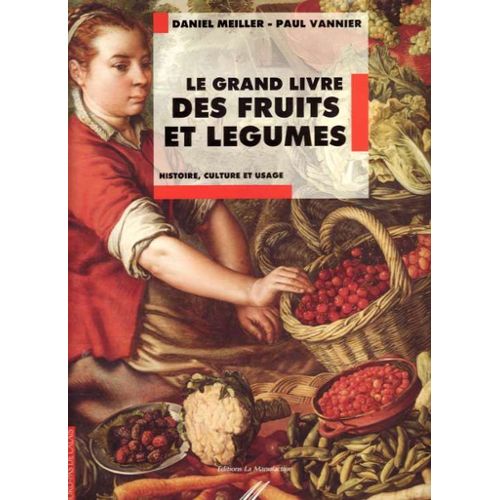 DANIEL MEILLER - PAUL VANNIER
LE GRAND LIVRE
DES FRUITS
ET LEGUMES
HISTOIRE, CULTURE ET USAGE
Editions La Manufacture